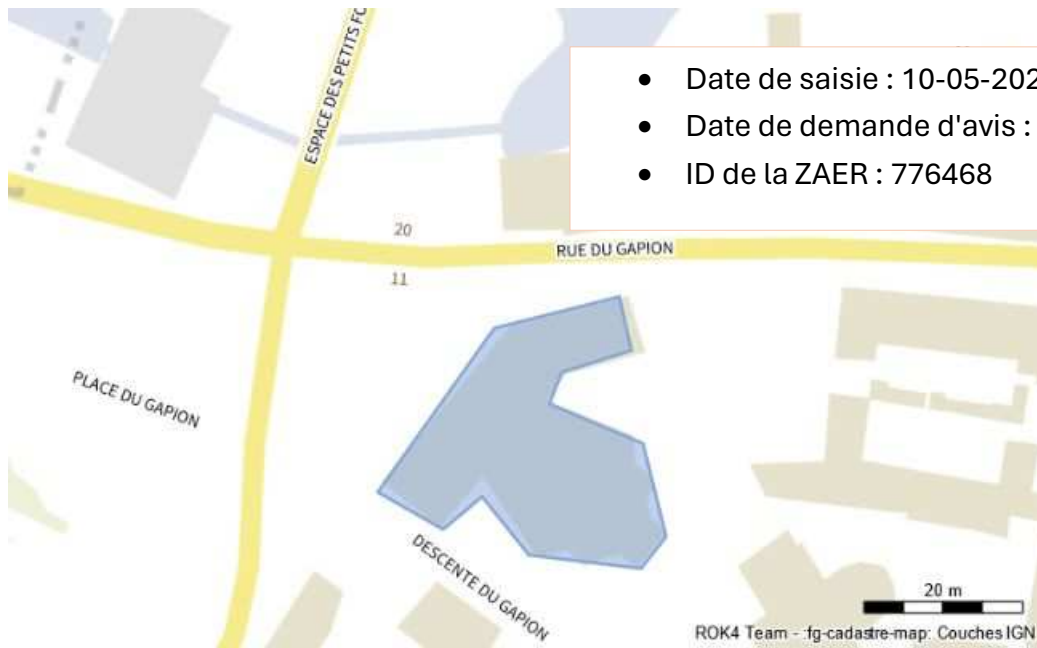 ESPACE DES PETITS FO
• Date de saisie : 10-05-202
• Date de demande d'avis :
• ID de la ZAER : 776468
20
RUE DU GAPION
11
PLACE DU GAPION
DESCENTE DU GAPION
20 m
ROK4 Team - :fg-cadastre-map: Couches IGN